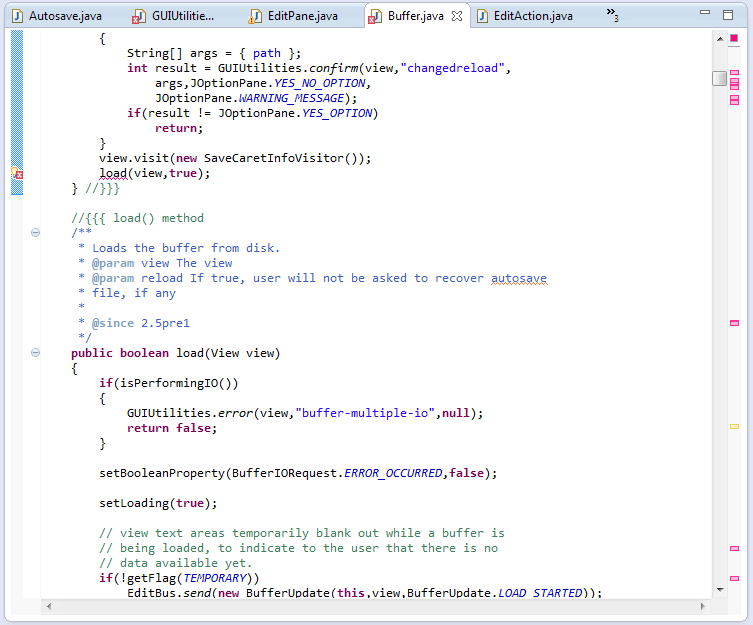 Autosave.java GUIUtilitie... EditPane.java Buffer.java EditAction.java »3
{
String[] args = { path };
int result = GUIUtilities.confirm(view,"changedreload",
args,JOptionPane.YES_NO_OPTION,
JOptionPane.WARNING_MESSAGE);
if(result != JOptionPane.YES_OPTION)
return;
}
view.visit(new SaveCaretInfoVisitor());
load(view,true);
} //}}}
//{{{ load() method
/**
* Loads the buffer from disk.
* @param view The view
* @param reload If true, user will not be asked to recover autosave
* file, if any
*
* @since 2.5pre1
*/
public boolean load(View view)
{
if(isPerformingIO())
{
GUIUtilities.error(view,"buffer-multiple-io",null);
return false;
}
setBooleanProperty(BufferIORequest.ERROR_OCCURRED,false);
setLoading(true);
// view text areas temporarily blank out while a buffer is
// being loaded, to indicate to the user that there is no
// data available yet.
if(!getFlag(TEMPORARY))
EditBus.send(new BufferUpdate(this,view,BufferUpdate.LOAD_STARTED));